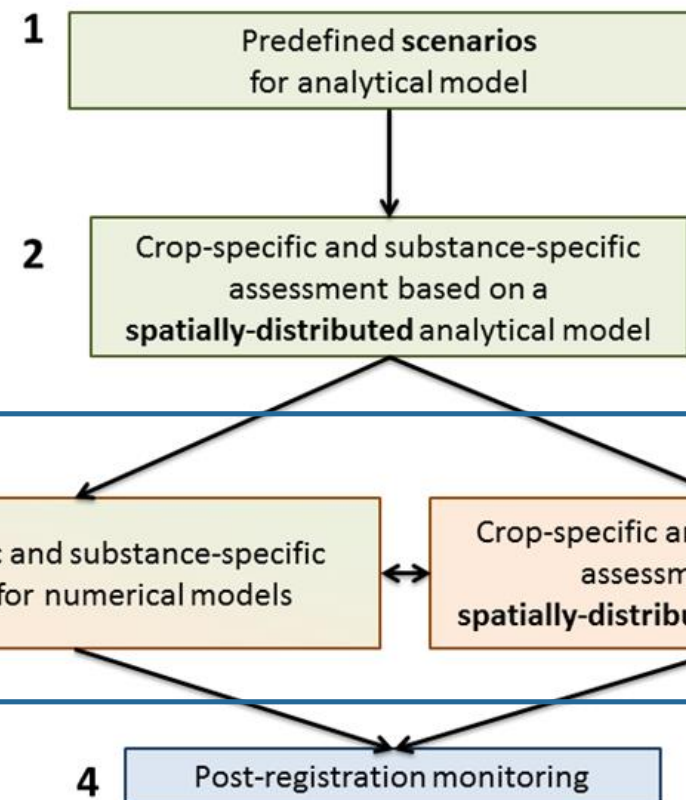 1
Predefined scenarios
for analytical model
2
Crop-specific and substance-specific
assessment based on a
spatially-distributed analytical model
and substance-specific
for numerical models
Crop-specific
assessm
spatially-distribu
4
Post-registration monitoring